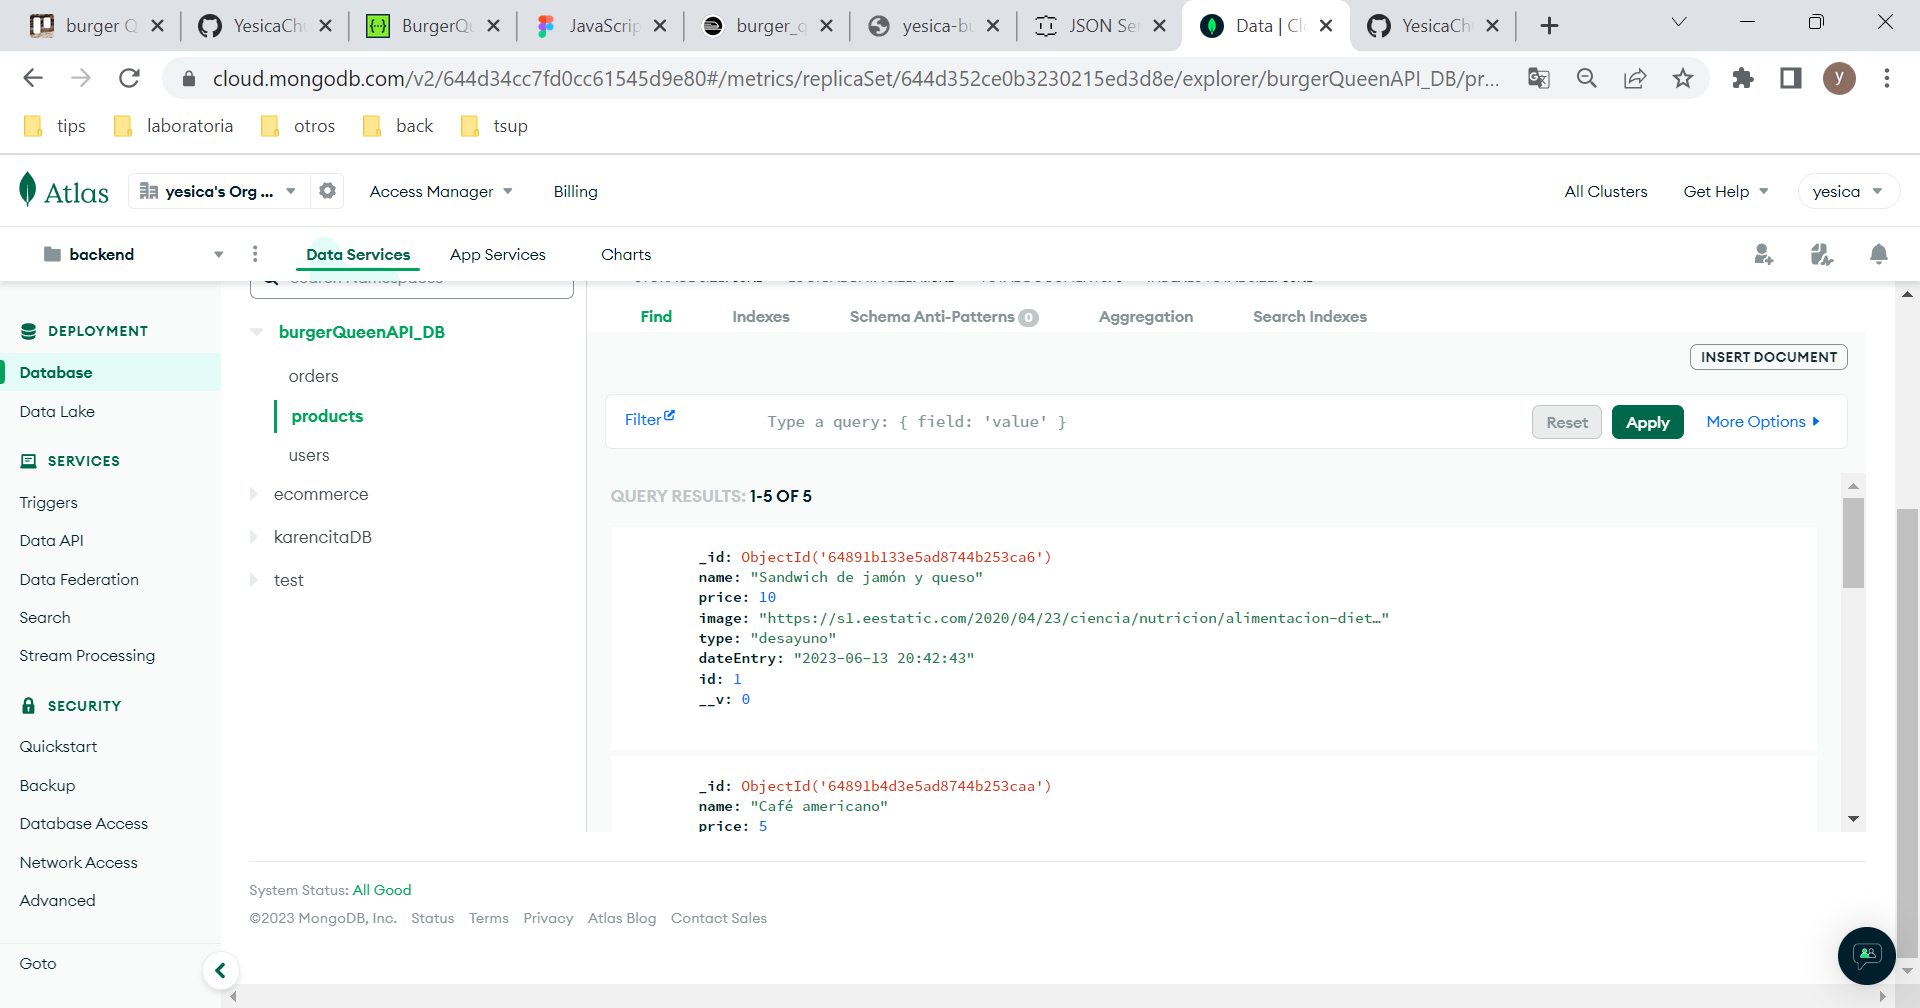 burger Q
YesicaCh
BurgerQu
JavaScrip
burger_q
yesica-bu
JSON Se
Data | Cl
YesicaCh
cloud.mongodb.com/v2/644d34cc7fd0cc61545d9e80#/metrics/replicaSet/644d352ce0b3230215ed3d8e/explorer/burgerQueenAPI_DB/pr...
y
tips
laboratoria
otros
back
tsup
Atlas
yesica's Org ...
Access Manager
Billing
All Clusters
Get Help
yesica
backend
Data Services
App Services
Charts
DEPLOYMENT
Database
Data Lake
SERVICES
Triggers
Data API
Data Federation
Search
Stream Processing
SECURITY
Quickstart
Backup
Database Access
Network Access
Advanced
Goto
burgerQueenAPI_DB
orders
products
users
ecommerce
karencitaDB
test
Find
Indexes
Schema Anti-Patterns 0
Aggregation
Search Indexes
INSERT DOCUMENT
Filter
Type a query: { field: 'value' }
Reset
Apply
More Options
QUERY RESULTS: 1-5 OF 5
_id: ObjectId('64891b133e5ad8744b253ca6')
name: "Sandwich de jamón y queso"
price: 10
image: "https://s1.eestatic.com/2020/04/23/ciencia/nutricion/alimentacion-diet…"
type: "desayuno"
dateEntry: "2023-06-13 20:42:43"
id: 1
__v: 0
_id: ObjectId('64891b4d3e5ad8744b253caa')
name: "Café americano"
price: 5
System Status: All Good
©2023 MongoDB, Inc.
Status
Terms
Privacy
Atlas Blog
Contact Sales